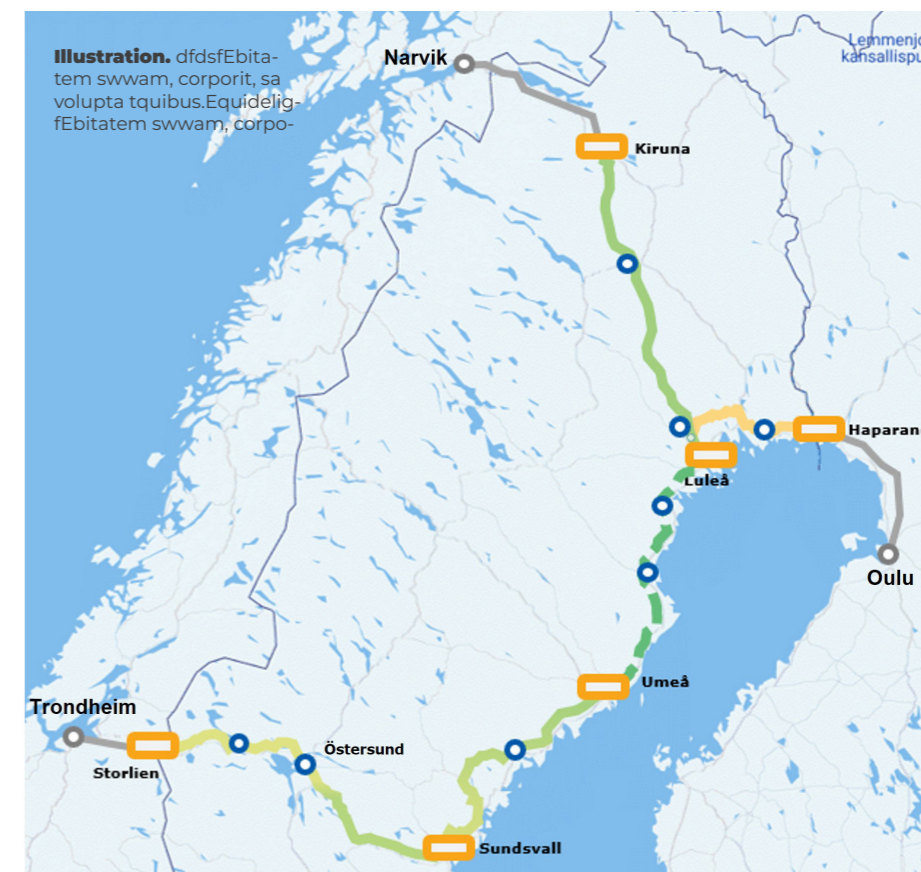 Illustration. dfdsfEbita-
tem swwam, corporit, sa
volupta tquibus.Equidelig-
fEbitatem swwam, corpo-
Narvik
Lemmenjo
kansallispu
Kiruna
Haparan
Luleå
Oulu
Umeå
Trondheim
Östersund
Storlien
Sundsvall